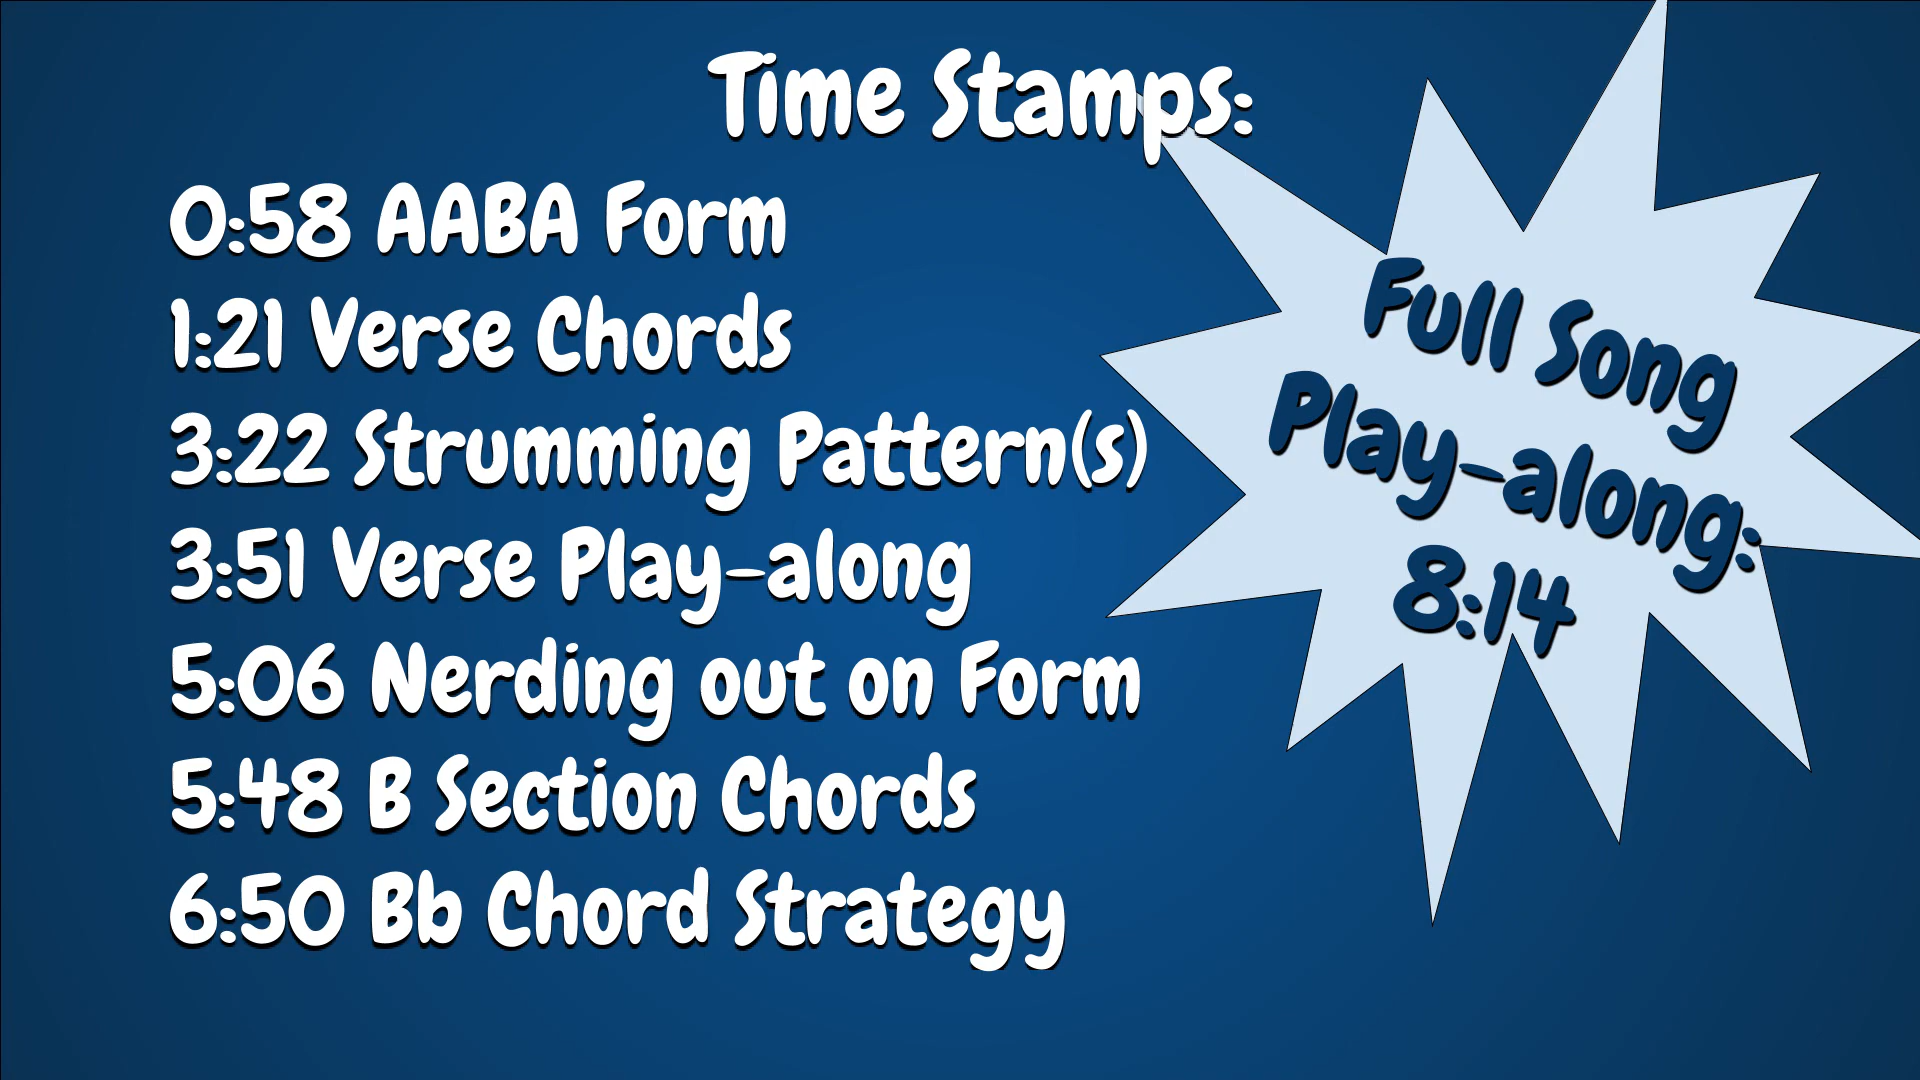 Time Stamps:
0:58 AABA Form
1:21 Verse Chords
3:22 Strumming Pattern(s)
3:51 Verse Play-along
5:06 Nerding out on Form
5:48 B Section Chords
6:50 Bb Chord Strategy
Full Song
Play-along:
8:14